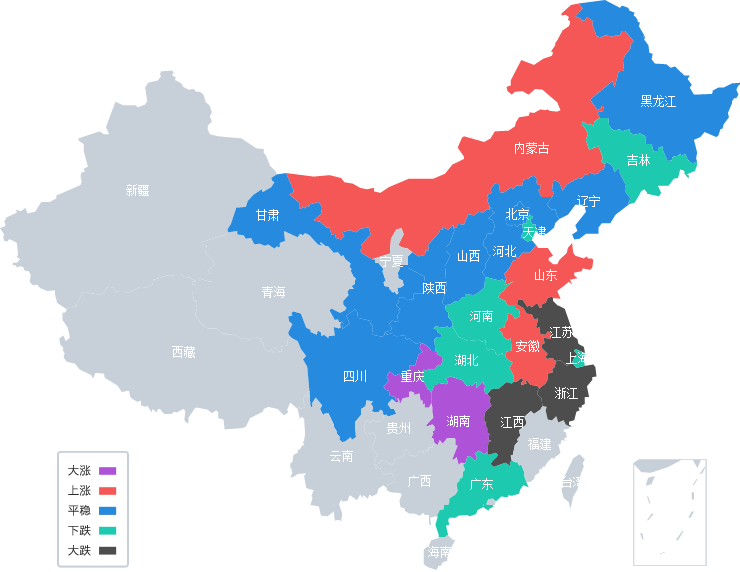 黑龙江
内蒙古
吉林
新疆
辽宁
甘肃
北京
天津
山西
河北
宁夏
山东
陕西
青海
河南
江苏
安徽
西藏
湖北
上海
四川
重庆
浙江
湖南
江西
贵州
福建
云南
广西
广东
台湾
海南
大涨
上涨
平稳
下跌
大跌